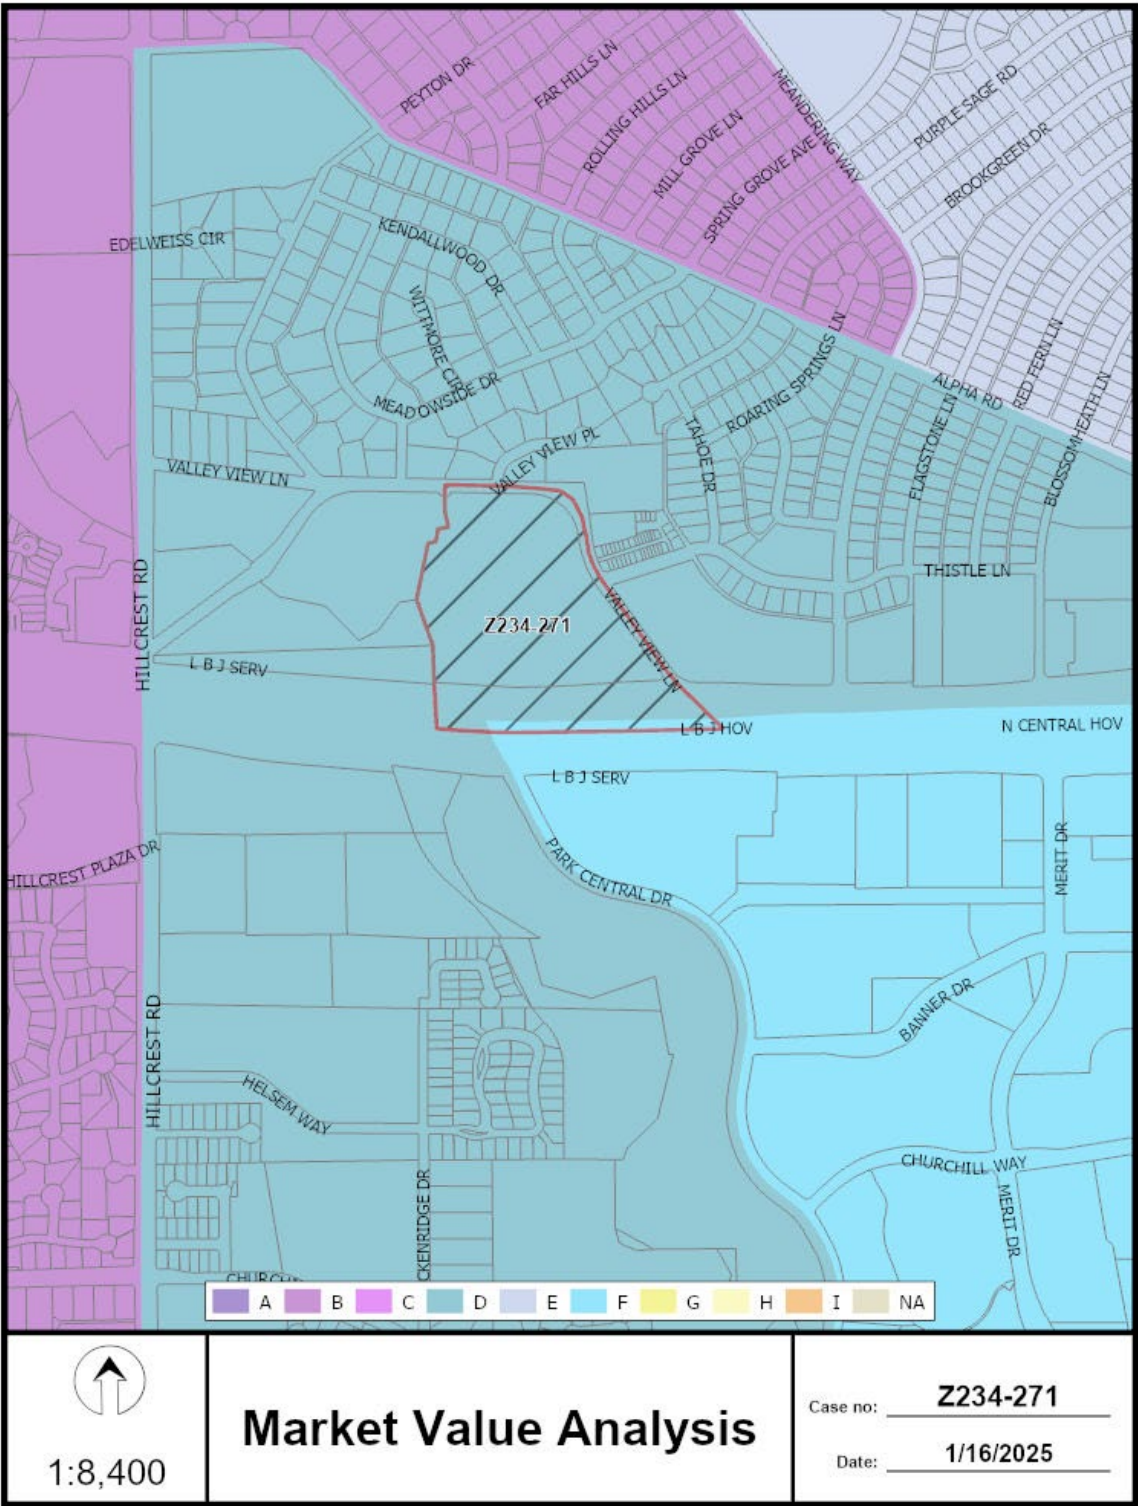 PEYTON DR
FAR HILLS LN
ROLLING HILLS LN
MILL GROVE LN
SPRING GROVE AVE
MEANDERING WAY
PURPLE SAGE RD
BROOKGREEN DR
EDELWEISS CIR
KENDALLWOOD DR
WITTMORE CIR
MEADOWSIDE DR
ROARING SPRINGS LN
ALPHA RD
RED FERN LN
FLAGSTONE LN
BLOSSOMHEATH LN
TAHOE DR
VALLEY VIEW PL
VALLEY VIEW LN
THISTLE LN
HILLCREST RD
Z234-271
VALLEY VIEW LN
L B J SERV
L B J HOV
N CENTRAL HOV
L B J SERV
HILLCREST PLAZA DR
PARK CENTRAL DR
MERIT DR
BANNER DR
HILLCREST RD
HELSEM WAY
CKENRIDGE DR
CHURCHILL WAY
MERIT DR
A B C D E F G H I NA
1:8,400
Market Value Analysis
Case no: Z234-271
Date: 1/16/2025